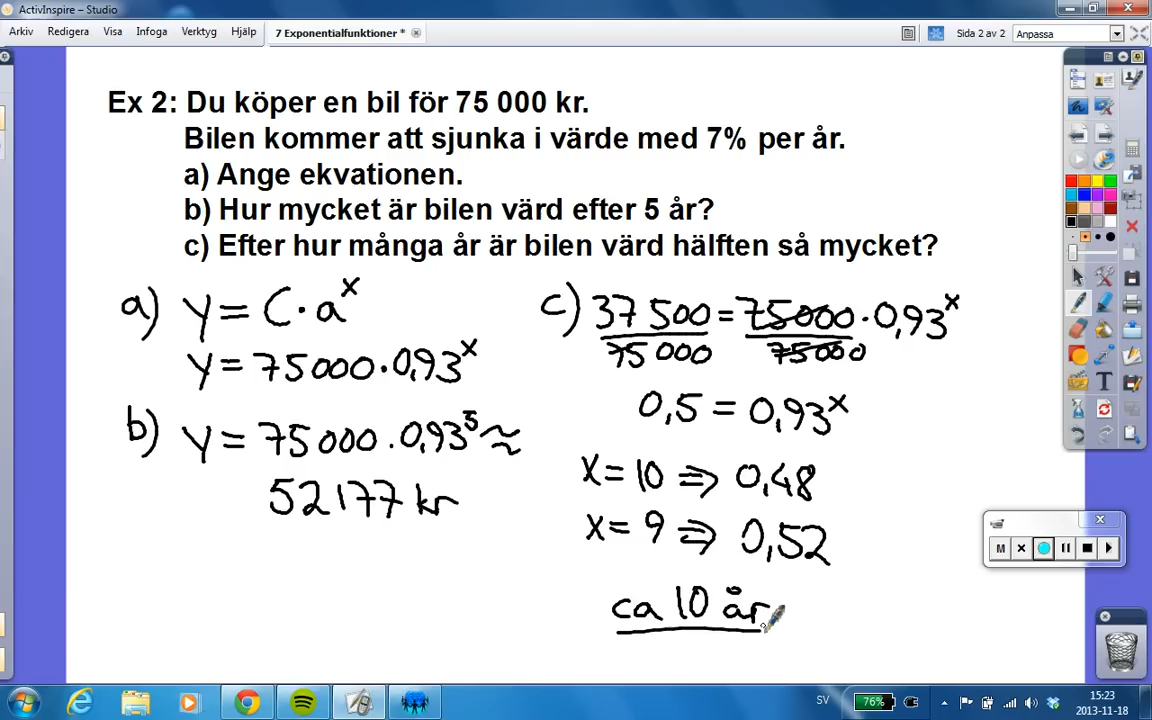 ActivInspire – Studio
Arkiv Redigera Visa Infoga Verktyg Hjälp
7 Exponentialfunktioner *
Sida 2 av 2
Anpassa
Ex 2: Du köper en bil för 75 000 kr.
Bilen kommer att sjunka i värde med 7% per år.
a) Ange ekvationen.
b) Hur mycket är bilen värd efter 5 år?
c) Efter hur många år är bilen värd hälften så mycket?
a) y = C · a^x
y = 75000 · 0,93^x
b) y = 75000 · 0,93^5 ≈
52177 kr
c) 37 500 = 75000 · 0,93^x
75 000 75000
0,5 = 0,93^x
x = 10 ⇒ 0,48
x = 9 ⇒ 0,52
ca 10 år
M
SV
76%
15:23
2013-11-18